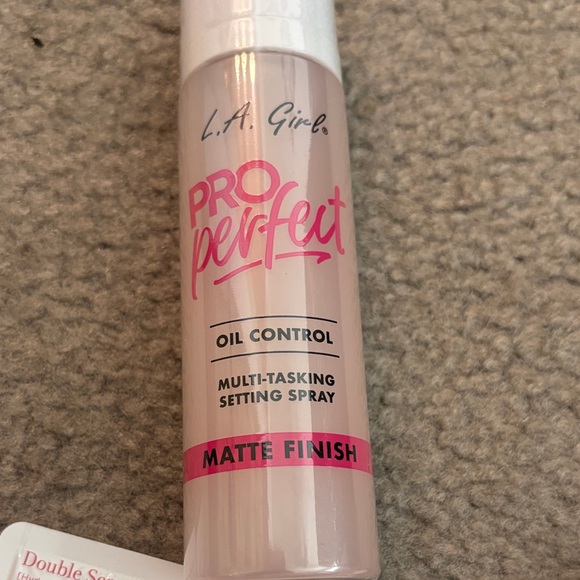 L.A. Girl®
PRO
perfect
OIL CONTROL
MULTI-TASKING
SETTING SPRAY
MATTE FINISH
Double